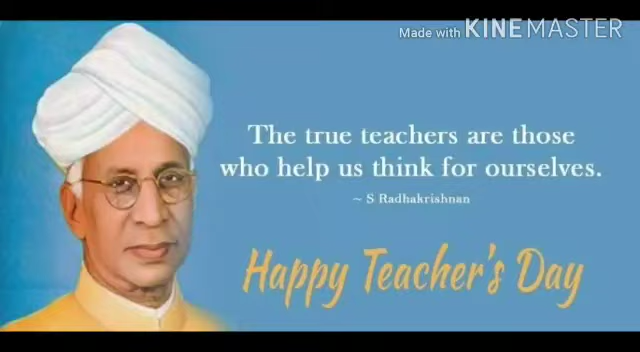 Made with KINEMASTER
The true teachers are those
who help us think for ourselves.
~ S Radhakrishnan
Happy Teacher's Day